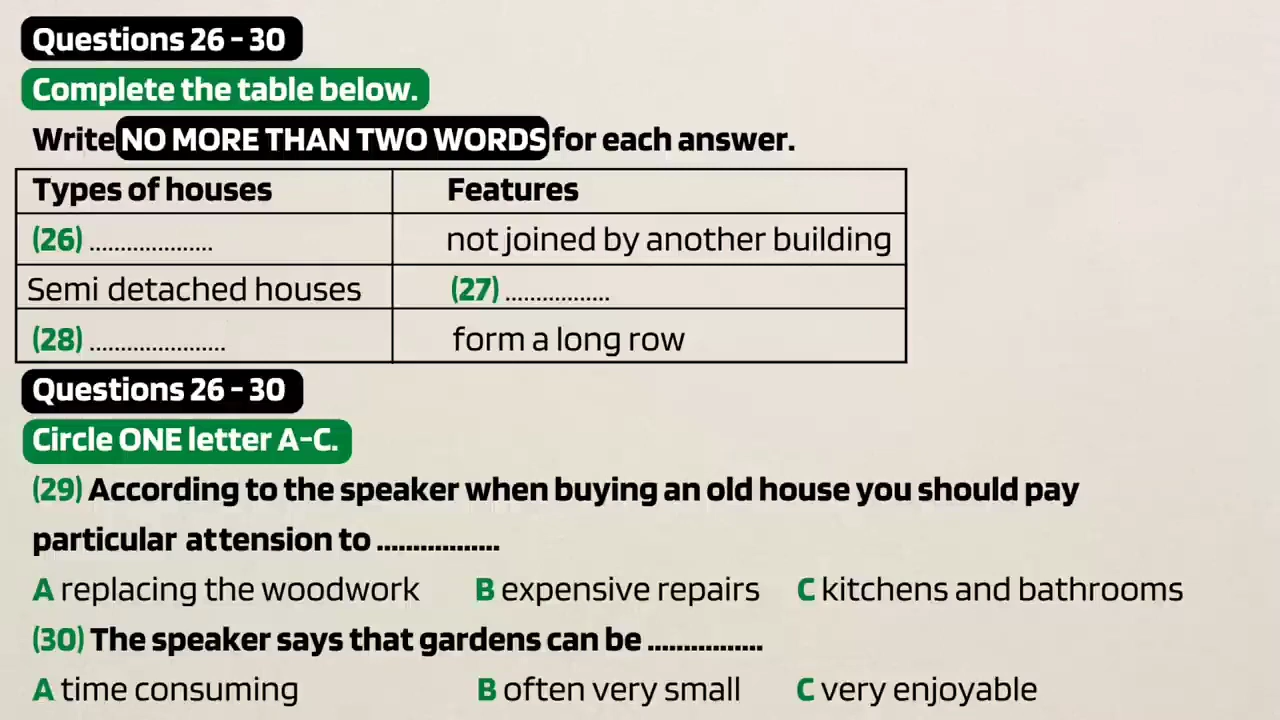 Questions 26 - 30
Complete the table below.
Write NO MORE THAN TWO WORDS for each answer.
Types of houses Features
(26) .................... not joined by another building
Semi detached houses (27) .................
(28) ...................... form a long row
Questions 26 - 30
Circle ONE letter A-C.
(29) According to the speaker when buying an old house you should pay
particular attension to .................
A replacing the woodwork B expensive repairs C kitchens and bathrooms
(30) The speaker says that gardens can be ................
A time consuming B often very small C very enjoyable